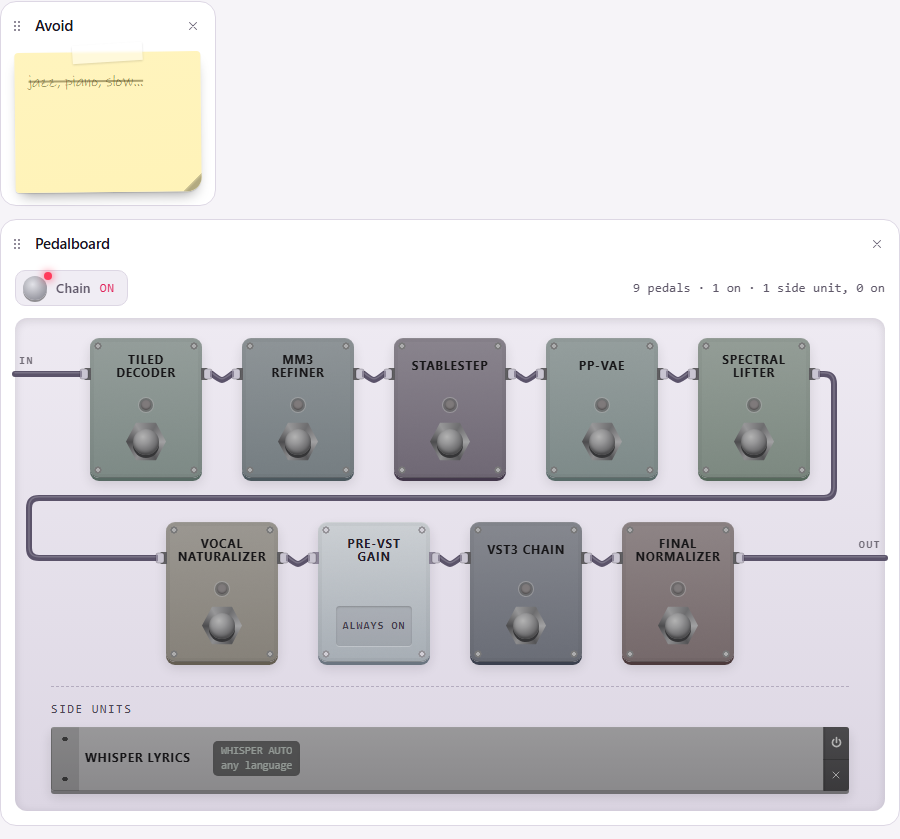 Avoid
jazz, piano, slow...
Pedalboard
Chain ON
9 pedals · 1 on · 1 side unit, 0 on
IN
TILED
DECODER
MM3
REFINER
STABLESTEP
PP-VAE
SPECTRAL
LIFTER
VOCAL
NATURALIZER
PRE-VST
GAIN
ALWAYS ON
VST3 CHAIN
FINAL
NORMALIZER
OUT
SIDE UNITS
WHISPER LYRICS
WHISPER AUTO
any language